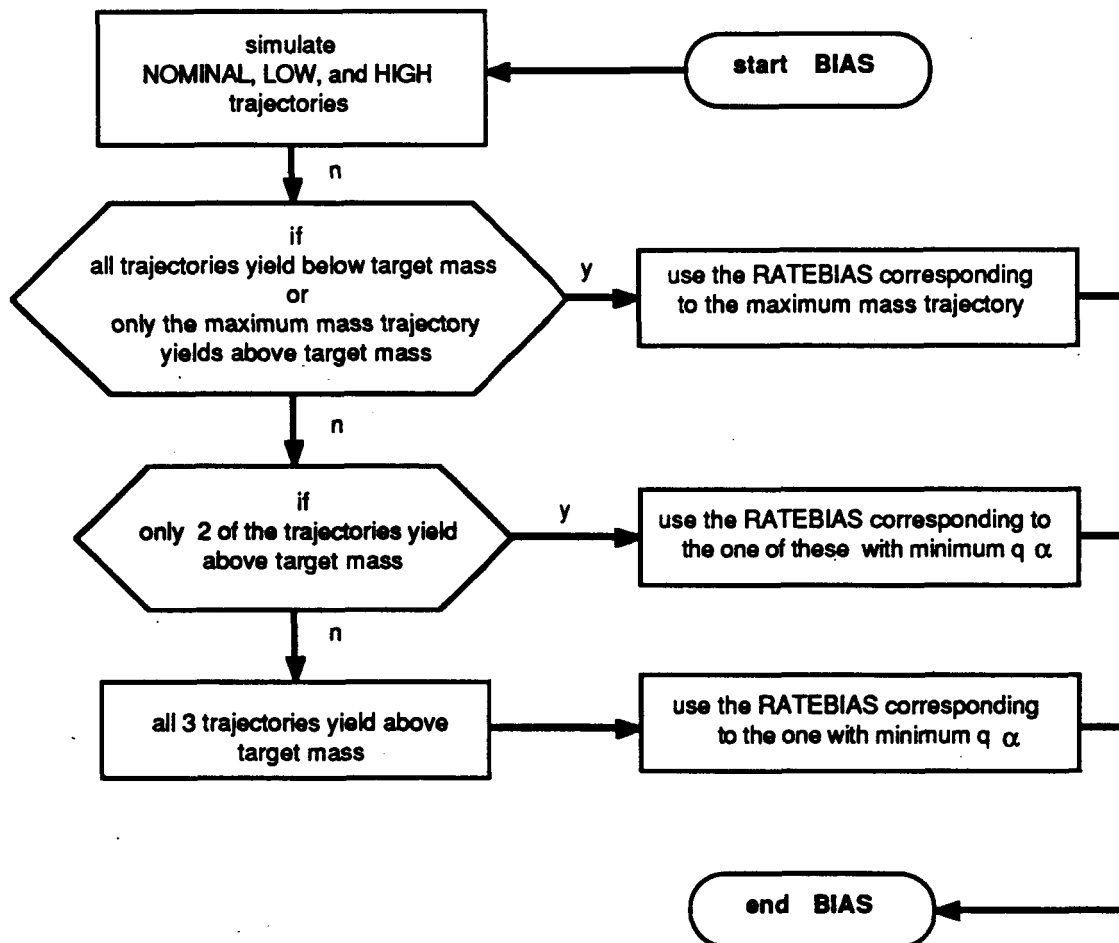 start BIAS
simulate
NOMINAL, LOW, and HIGH
trajectories
n
if
all trajectories yield below target mass
or
only the maximum mass trajectory
yields above target mass
y
use the RATEBIAS corresponding
to the maximum mass trajectory
n
if
only 2 of the trajectories yield
above target mass
y
use the RATEBIAS corresponding to
the one of these with minimum q α
n
all 3 trajectories yield above
target mass
use the RATEBIAS corresponding
to the one with minimum q α
end BIAS